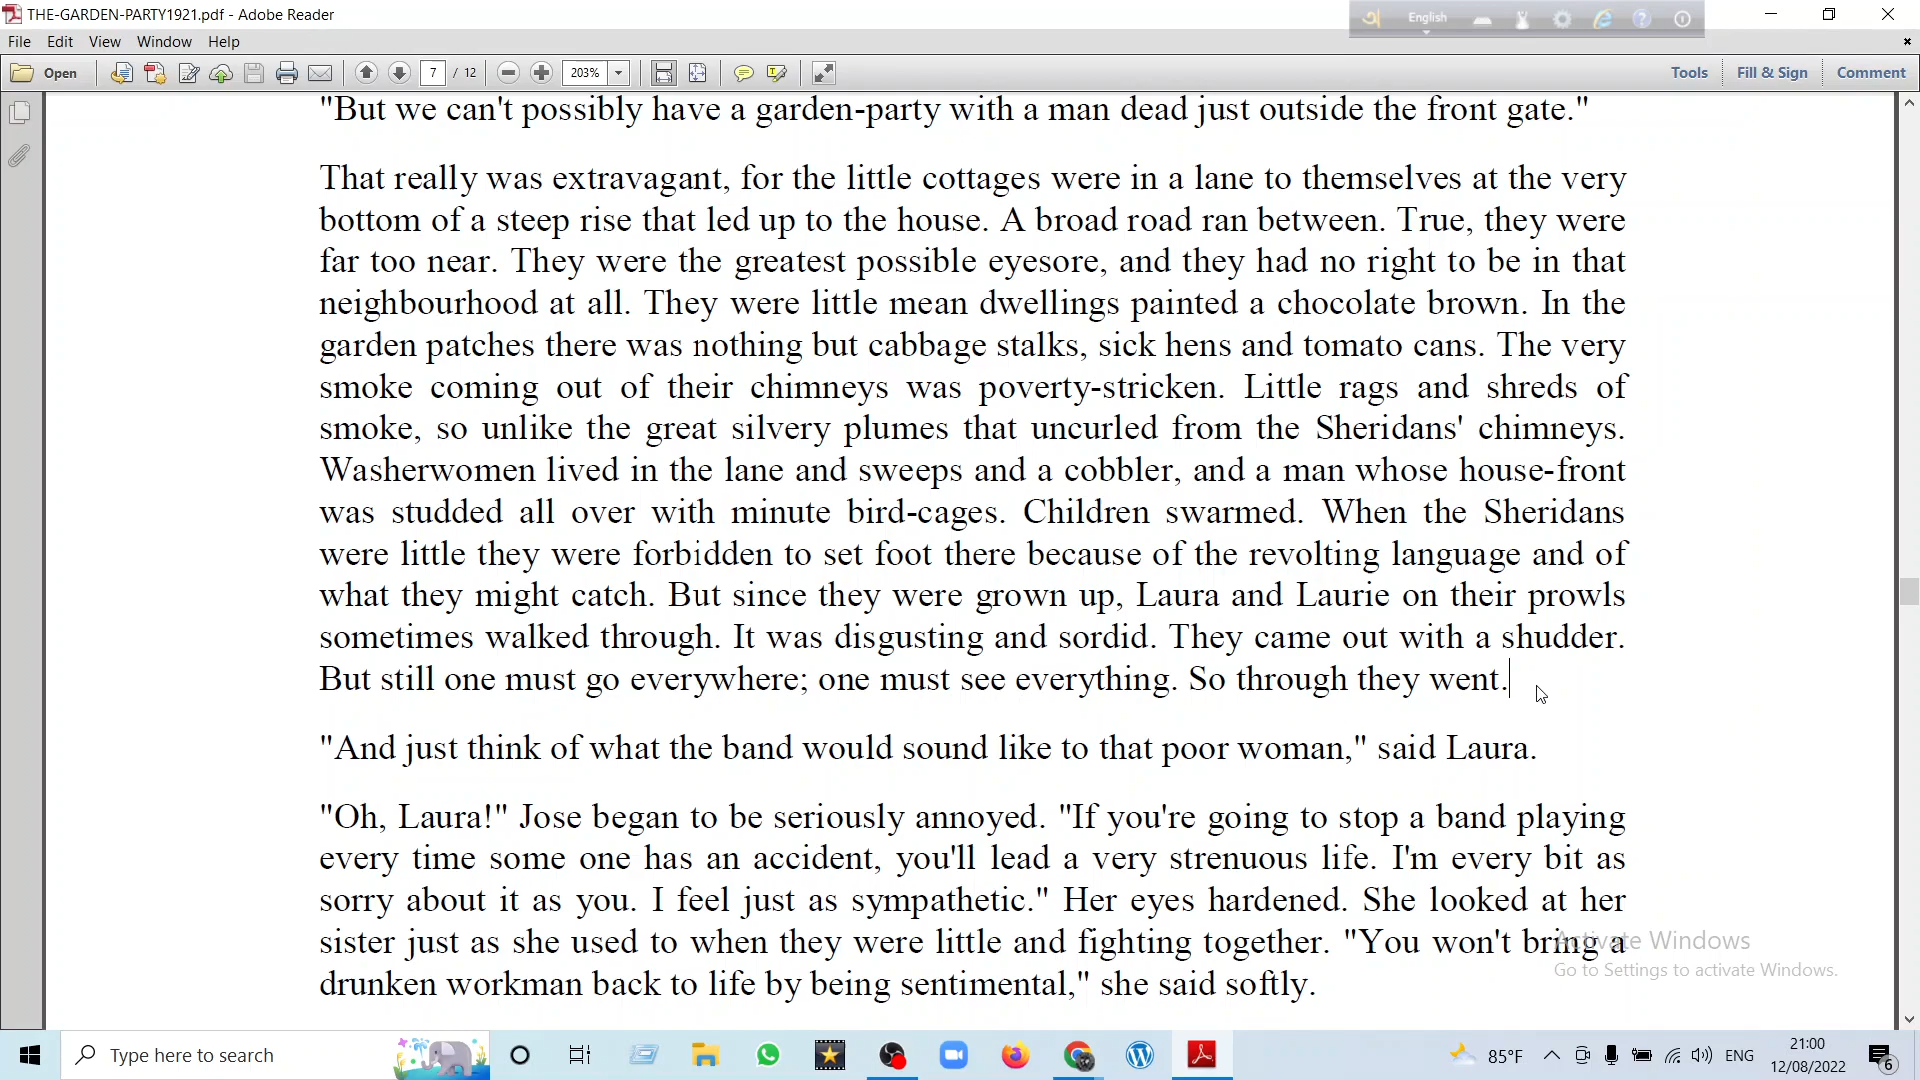 THE-GARDEN-PARTY1921.pdf - Adobe Reader
English
File Edit View Window Help
Open 7 / 12 203% Tools Fill & Sign Comment
"But we can't possibly have a garden-party with a man dead just outside the front gate."
That really was extravagant, for the little cottages were in a lane to themselves at the very
bottom of a steep rise that led up to the house. A broad road ran between. True, they were
far too near. They were the greatest possible eyesore, and they had no right to be in that
neighbourhood at all. They were little mean dwellings painted a chocolate brown. In the
garden patches there was nothing but cabbage stalks, sick hens and tomato cans. The very
smoke coming out of their chimneys was poverty-stricken. Little rags and shreds of
smoke, so unlike the great silvery plumes that uncurled from the Sheridans' chimneys.
Washerwomen lived in the lane and sweeps and a cobbler, and a man whose house-front
was studded all over with minute bird-cages. Children swarmed. When the Sheridans
were little they were forbidden to set foot there because of the revolting language and of
what they might catch. But since they were grown up, Laura and Laurie on their prowls
sometimes walked through. It was disgusting and sordid. They came out with a shudder.
But still one must go everywhere; one must see everything. So through they went.
"And just think of what the band would sound like to that poor woman," said Laura.
"Oh, Laura!" Jose began to be seriously annoyed. "If you're going to stop a band playing
every time some one has an accident, you'll lead a very strenuous life. I'm every bit as
sorry about it as you. I feel just as sympathetic." Her eyes hardened. She looked at her
sister just as she used to when they were little and fighting together. "You won't bring a
drunken workman back to life by being sentimental," she said softly.
Activate Windows
Go to Settings to activate Windows.
Type here to search
85°F
ENG
21:00
12/08/2022
6